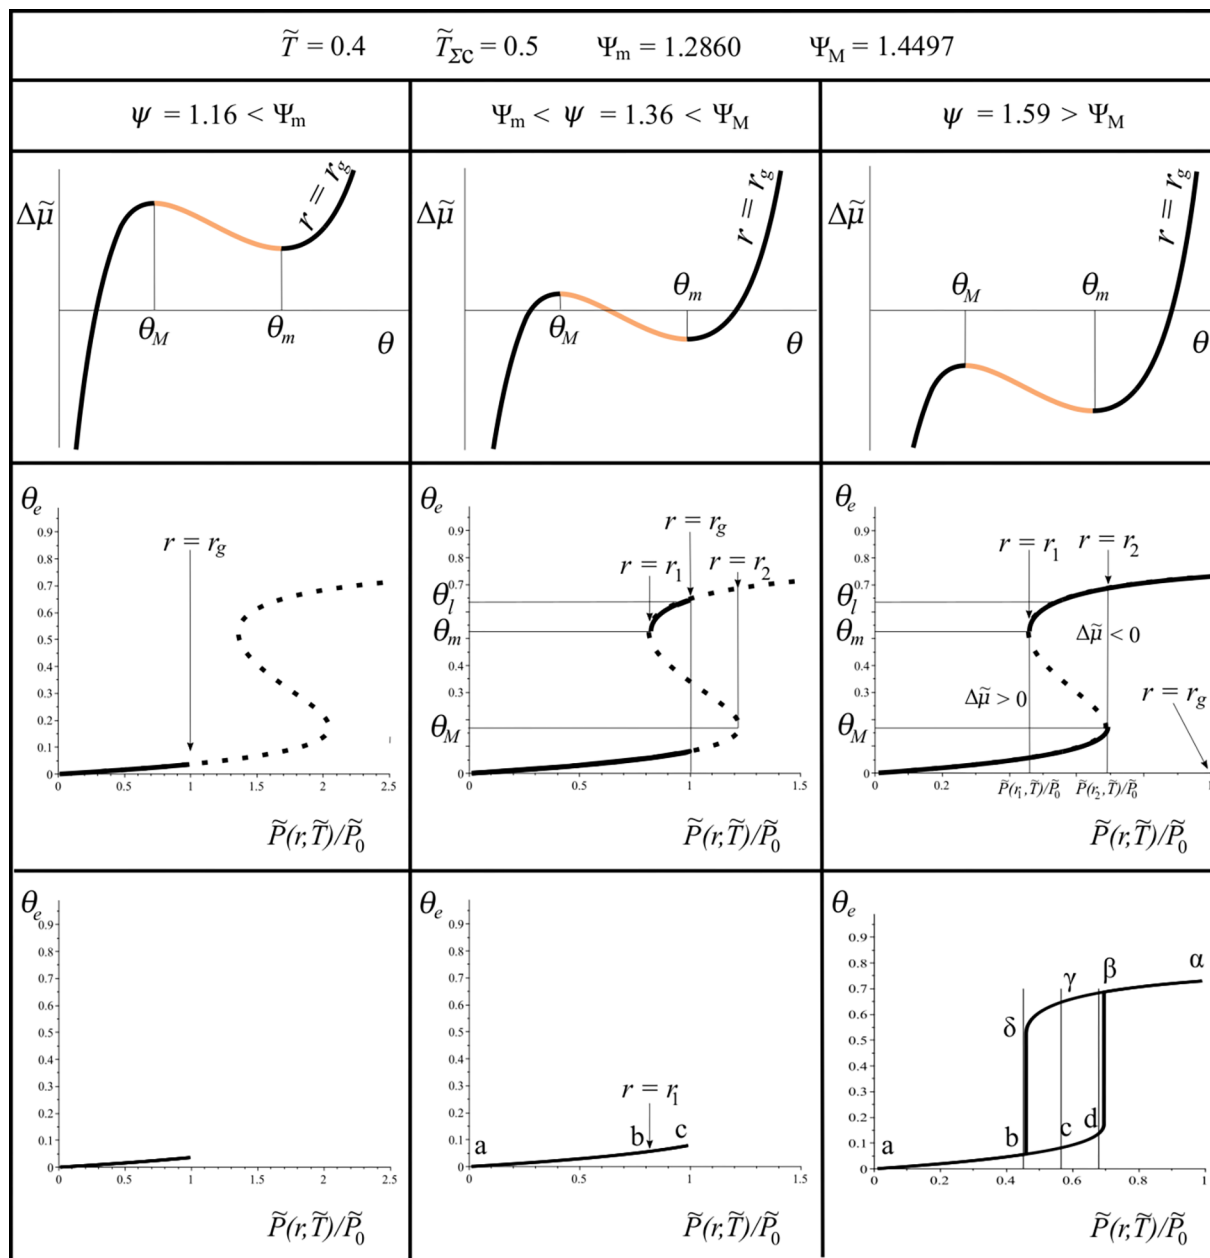 T̃ = 0.4 T̃Σc = 0.5 Ψm = 1.2860 ΨM = 1.4497
ψ = 1.16 < Ψm
Ψm < ψ = 1.36 < ΨM
ψ = 1.59 > ΨM
Δμ̃
r = rg
θM
θm
θ
Δμ̃
r = rg
θm
θM
θ
Δμ̃
r = rg
θM
θm
θ
θe
0.9
0.8
0.7
0.6
0.5
0.4
0.3
0.2
0.1
0
r = rg
0 0.5 1 1.5 2 2.5
P̃(r,T̃)/P̃0
θe
0.9
0.8
0.7
0.6
0.5
0.4
0.3
0.2
0.1
0
r = rg
r = r1
r = r2
θl
θm
θM
0 0.5 1 1.5
P̃(r,T̃)/P̃0
θe
0.9
0.8
0.7
0.6
0.5
0.4
0.3
0.2
0.1
0
r = r1
r = r2
θl
θm
θM
Δμ̃ < 0
Δμ̃ > 0
r = rg
0 0.2 1
P̃(r1,T̃)/P̃0 P̃(r2,T̃)/P̃0
P̃(r,T̃)/P̃0
θe
0.9
0.8
0.7
0.6
0.5
0.4
0.3
0.2
0.1
0
0 0.5 1 1.5 2 2.5
P̃(r,T̃)/P̃0
θe
0.9
0.8
0.7
0.6
0.5
0.4
0.3
0.2
0.1
0
r = r1
a b c
0 0.5 1 1.5
P̃(r,T̃)/P̃0
θe
0.9
0.8
0.7
0.6
0.5
0.4
0.3
0.2
0.1
0
δ γ β α
a b c d
0 0.2 0.4 0.6 0.8 1
P̃(r,T̃)/P̃0